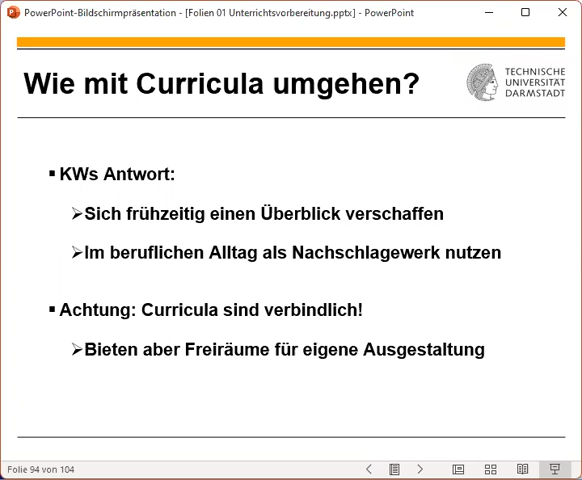 PowerPoint-Bildschirmpräsentation - [Folien 01 Unterrichtsvorbereitung.pptx] - PowerPoint
Wie mit Curricula umgehen?
TECHNISCHE
UNIVERSITÄT
DARMSTADT
▪ KWs Antwort:
➢Sich frühzeitig einen Überblick verschaffen
➢Im beruflichen Alltag als Nachschlagewerk nutzen
▪ Achtung: Curricula sind verbindlich!
➢Bieten aber Freiräume für eigene Ausgestaltung
Folie 94 von 104